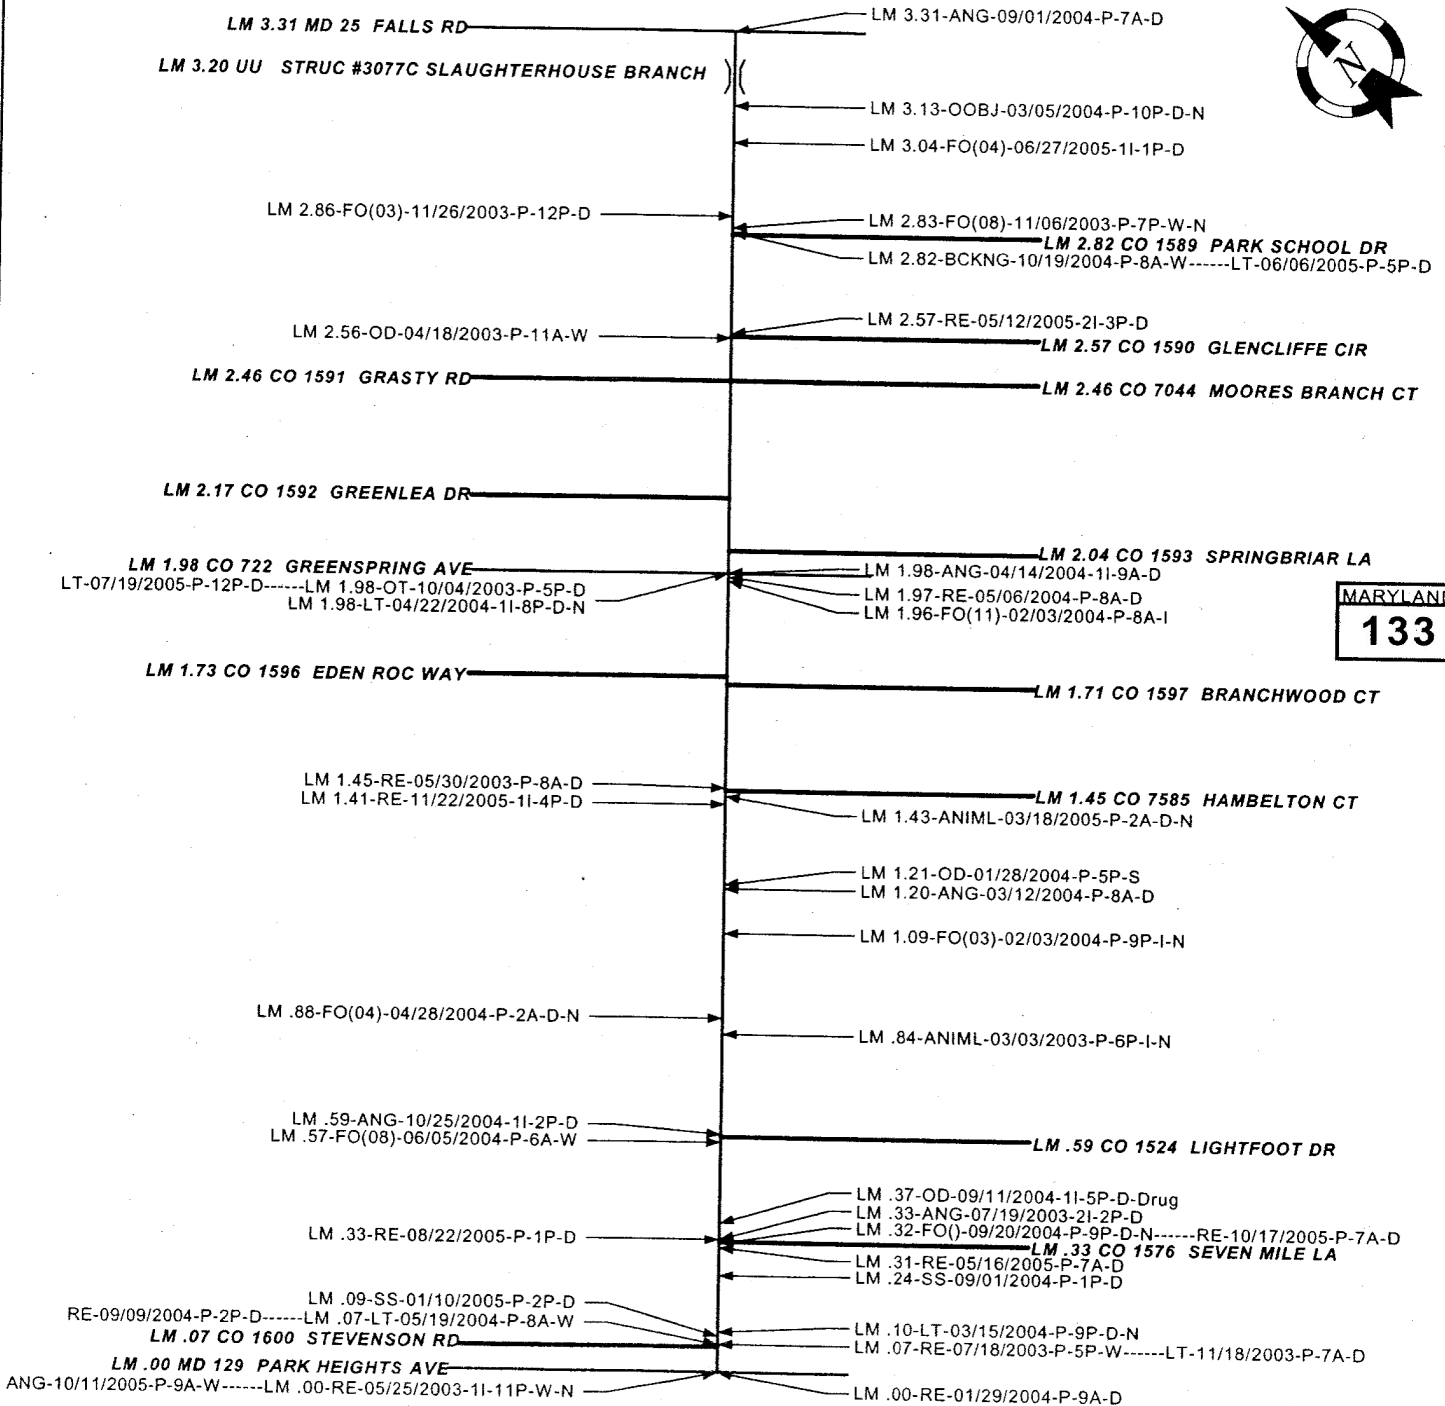 LM 3.31 MD 25 FALLS RD
LM 3.31-ANG-09/01/2004-P-7A-D
N
LM 3.20 UU STRUC #3077C SLAUGHTERHOUSE BRANCH
LM 3.13-OOBJ-03/05/2004-P-10P-D-N
LM 3.04-FO(04)-06/27/2005-1I-1P-D
LM 2.86-FO(03)-11/26/2003-P-12P-D
LM 2.83-FO(08)-11/06/2003-P-7P-W-N
LM 2.82 CO 1589 PARK SCHOOL DR
LM 2.82-BCKNG-10/19/2004-P-8A-W------LT-06/06/2005-P-5P-D
LM 2.56-OD-04/18/2003-P-11A-W
LM 2.57-RE-05/12/2005-2I-3P-D
LM 2.57 CO 1590 GLENCLIFFE CIR
LM 2.46 CO 1591 GRASTY RD
LM 2.46 CO 7044 MOORES BRANCH CT
LM 2.17 CO 1592 GREENLEA DR
LM 2.04 CO 1593 SPRINGBRIAR LA
LM 1.98 CO 722 GREENSPRING AVE
LM 1.98-ANG-04/14/2004-1I-9A-D
LT-07/19/2005-P-12P-D------LM 1.98-OT-10/04/2003-P-5P-D
LM 1.97-RE-05/06/2004-P-8A-D
LM 1.98-LT-04/22/2004-1I-8P-D-N
LM 1.96-FO(11)-02/03/2004-P-8A-I
MARYLAND
133
LM 1.73 CO 1596 EDEN ROC WAY
LM 1.71 CO 1597 BRANCHWOOD CT
LM 1.45-RE-05/30/2003-P-8A-D
LM 1.41-RE-11/22/2005-1I-4P-D
LM 1.45 CO 7585 HAMBELTON CT
LM 1.43-ANIML-03/18/2005-P-2A-D-N
LM 1.21-OD-01/28/2004-P-5P-S
LM 1.20-ANG-03/12/2004-P-8A-D
LM 1.09-FO(03)-02/03/2004-P-9P-I-N
LM .88-FO(04)-04/28/2004-P-2A-D-N
LM .84-ANIML-03/03/2003-P-6P-I-N
LM .59-ANG-10/25/2004-1I-2P-D
LM .57-FO(08)-06/05/2004-P-6A-W
LM .59 CO 1524 LIGHTFOOT DR
LM .37-OD-09/11/2004-1I-5P-D-Drug
LM .33-ANG-07/19/2003-2I-2P-D
LM .33-RE-08/22/2005-P-1P-D
LM .32-FO()-09/20/2004-P-9P-D-N------RE-10/17/2005-P-7A-D
LM .33 CO 1576 SEVEN MILE LA
LM .31-RE-05/16/2005-P-7A-D
LM .24-SS-09/01/2004-P-1P-D
LM .09-SS-01/10/2005-P-2P-D
RE-09/09/2004-P-2P-D------LM .07-LT-05/19/2004-P-8A-W
LM .10-LT-03/15/2004-P-9P-D-N
LM .07 CO 1600 STEVENSON RD
LM .07-RE-07/18/2003-P-5P-W------LT-11/18/2003-P-7A-D
LM .00 MD 129 PARK HEIGHTS AVE
ANG-10/11/2005-P-9A-W------LM .00-RE-05/25/2003-1I-11P-W-N
LM .00-RE-01/29/2004-P-9A-D